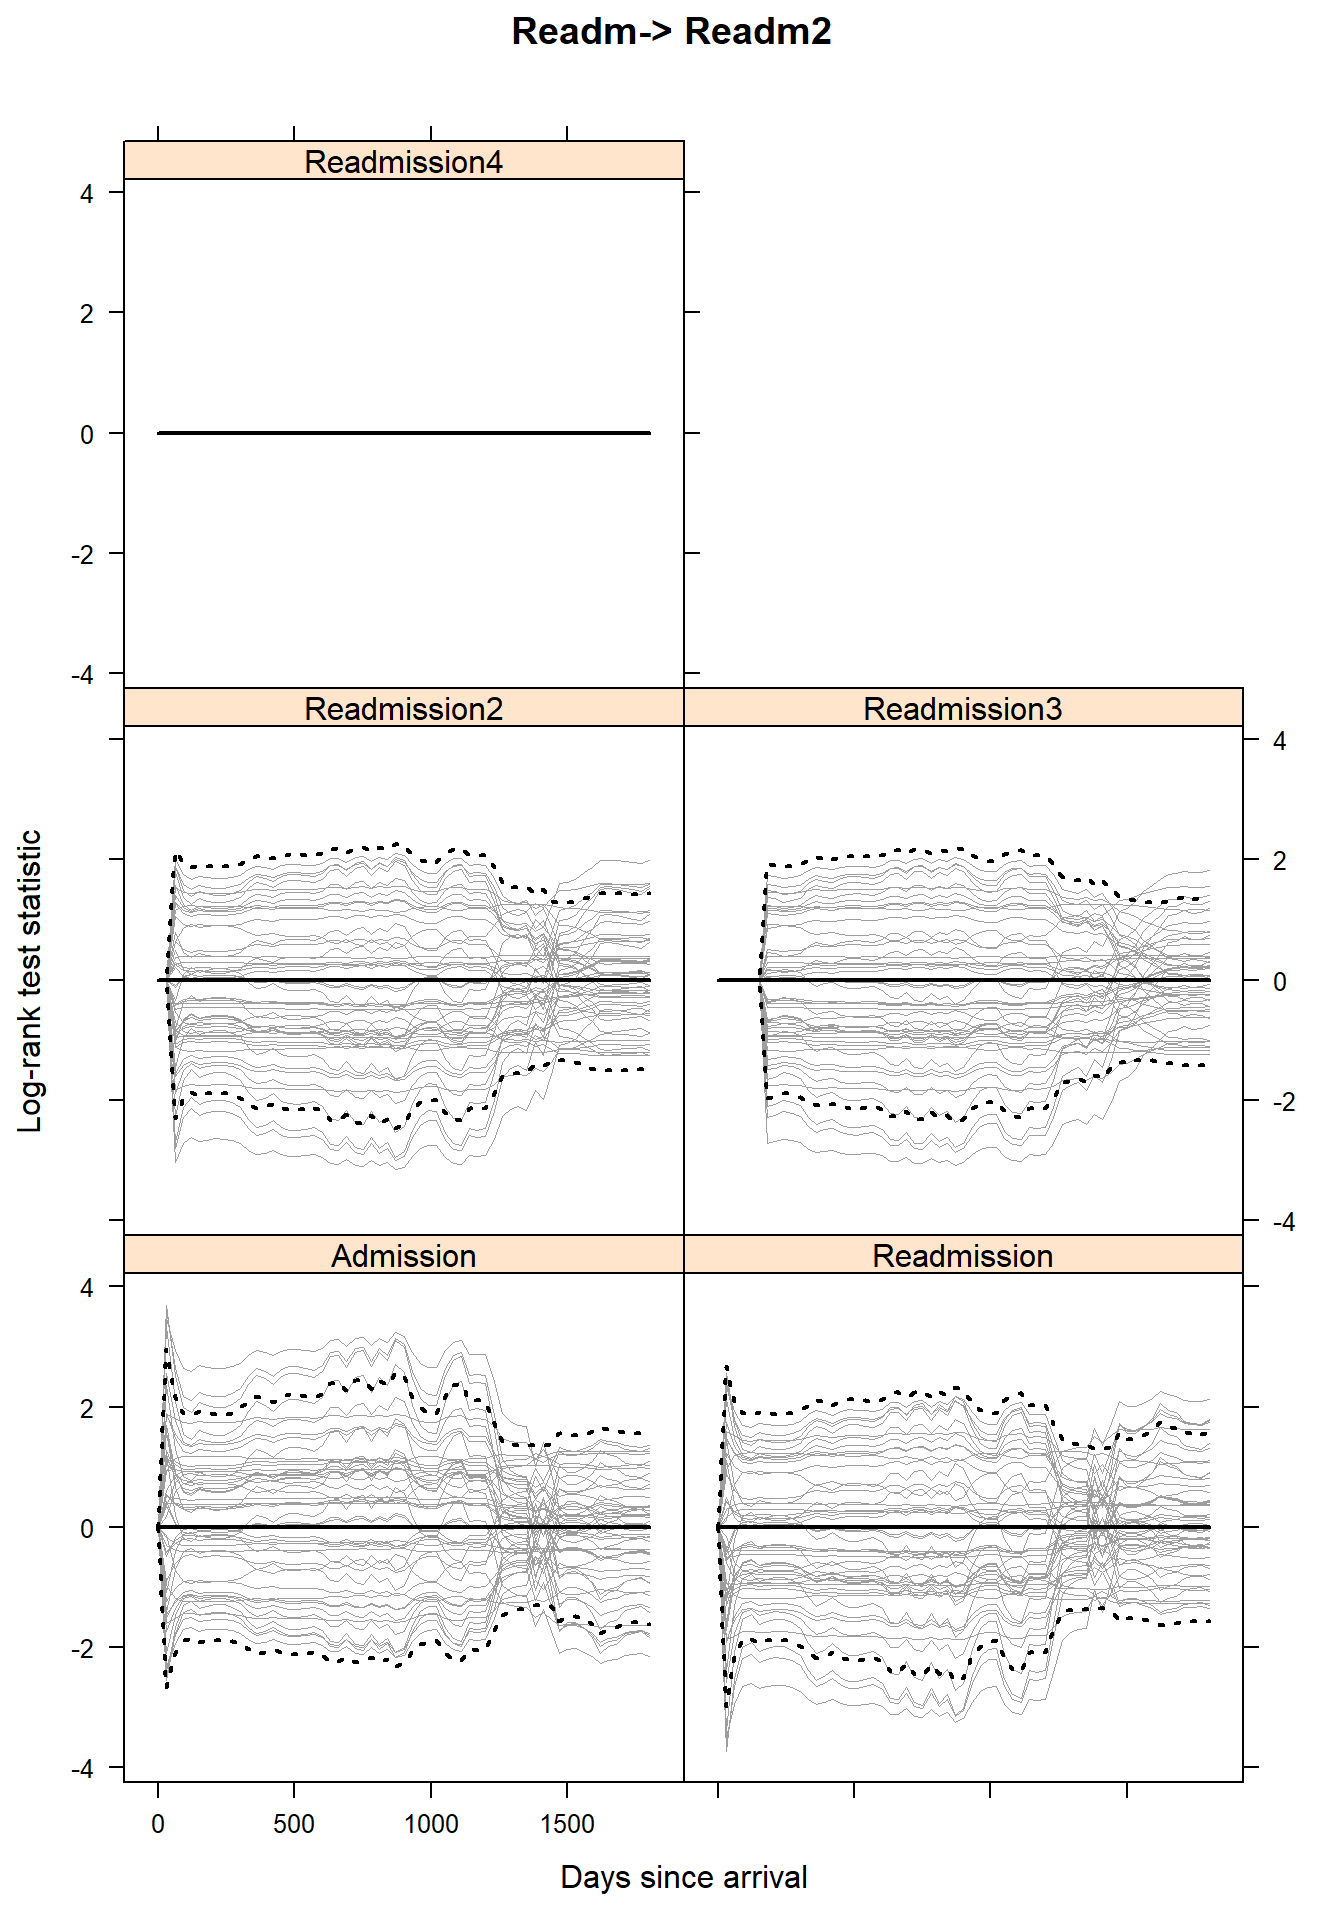 Readm-> Readm2
Readmission4
4
2
0
-2
-4
Readmission2
Readmission3
4
2
0
-2
-4
Log-rank test statistic
Admission
Readmission
4
2
0
-2
-4
0 500 1000 1500
Days since arrival